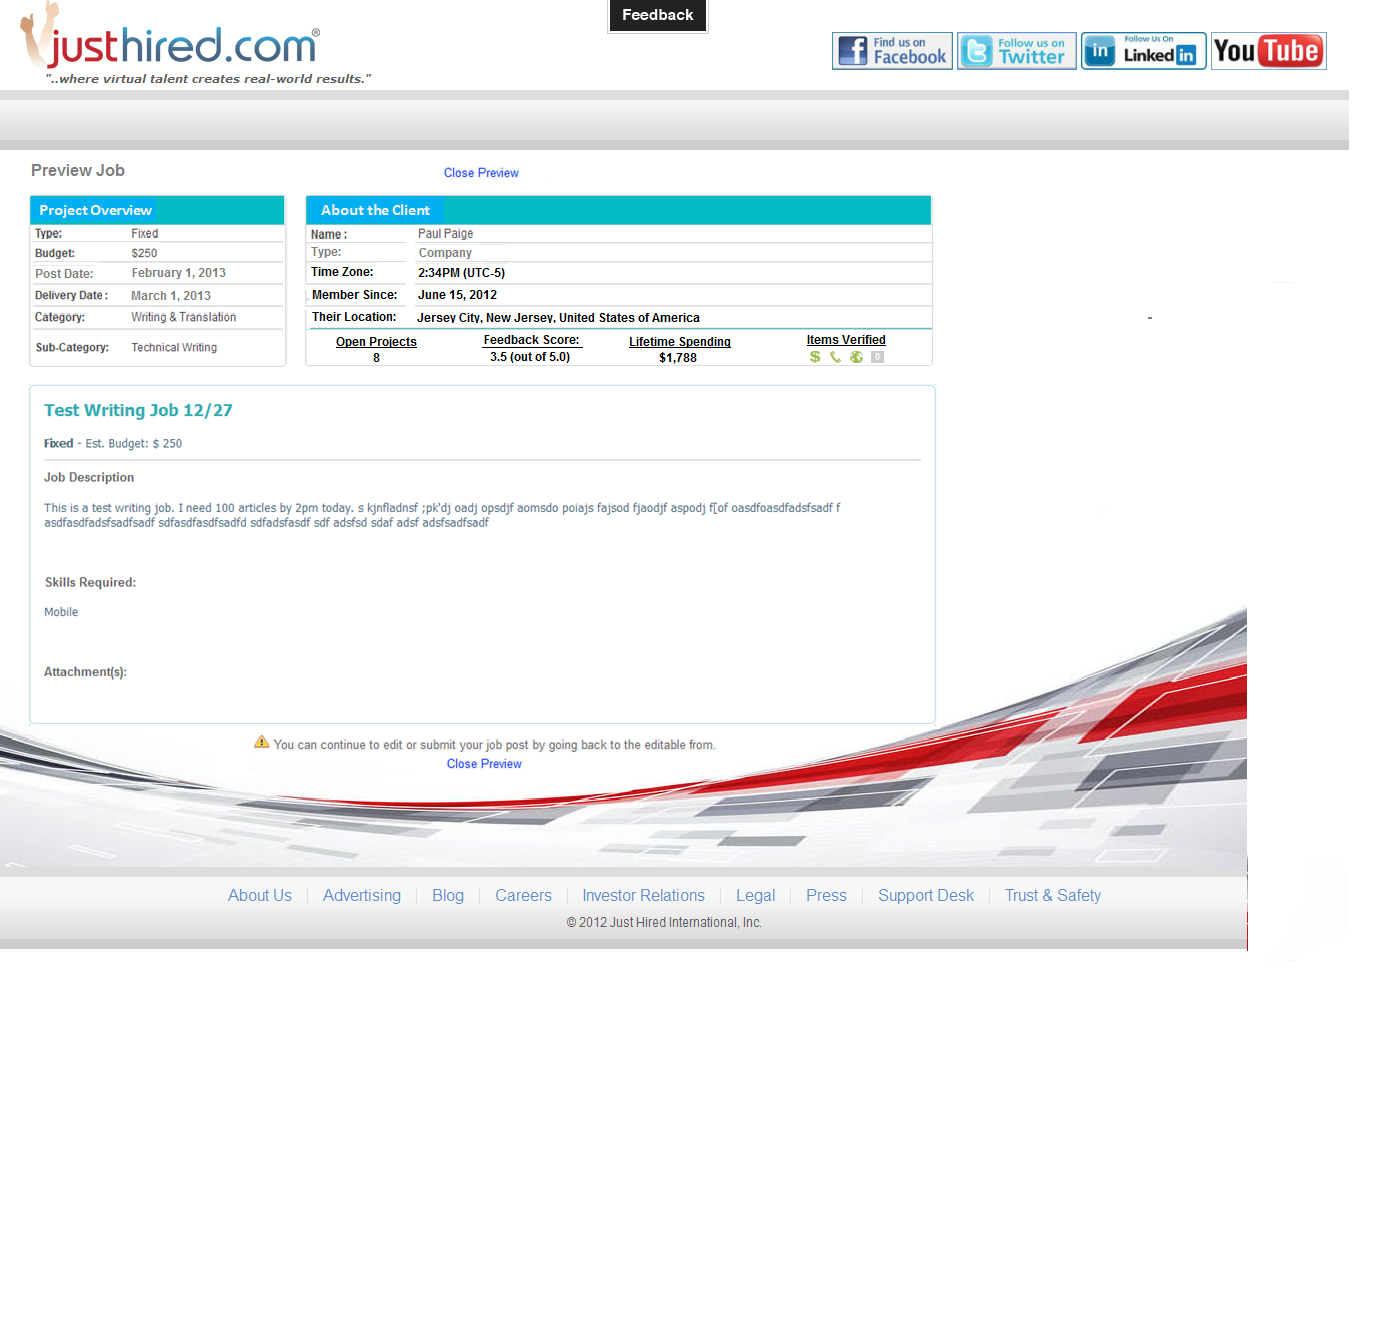 Feedback
justhired.com®
"..where virtual talent creates real-world results."
Find us on Facebook
Follow us on Twitter
in Follow Us On Linked in
You Tube
Preview Job
Close Preview
Project Overview
Type: Fixed
Budget: $250
Post Date: February 1, 2013
Delivery Date : March 1, 2013
Category: Writing & Translation
Sub-Category: Technical Writing
About the Client
Name : Paul Paige
Type: Company
Time Zone: 2:34PM (UTC-5)
Member Since: June 15, 2012
Their Location: Jersey City, New Jersey, United States of America
Open Projects Feedback Score: Lifetime Spending Items Verified
8 3.5 (out of 5.0) $1,788 $ 0
Test Writing Job 12/27
Fixed - Est. Budget: $ 250
Job Description
This is a test writing job. I need 100 articles by 2pm today. s kjnfladnsf ;pk'dj oadj opsdjf aomsdo poiajs fajsod fjaodjf aspodj f[of oasdfoasdfadsfsadf f
asdfasdfadsfsadfsadf sdfasdfasdfsadfd sdfadsfasdf sdf adsfsd sdaf adsf adsfsadfsadf
Skills Required:
Mobile
Attachment(s):
You can continue to edit or submit your job post by going back to the editable from.
Close Preview
About Us | Advertising | Blog | Careers | Investor Relations | Legal | Press | Support Desk | Trust & Safety
© 2012 Just Hired International, Inc.